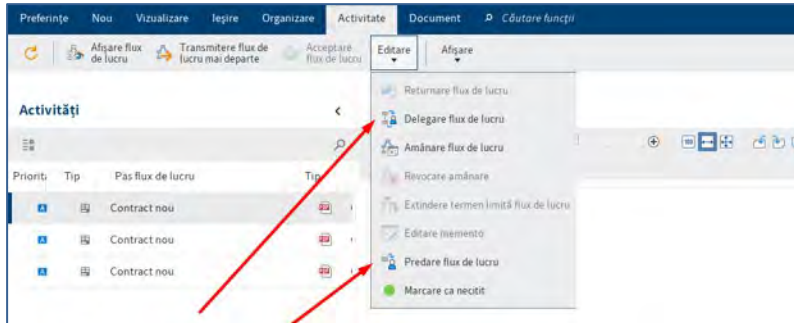 Preferințe Nou Vizualizare Ieșire Organizare Activitate Document Căutare funcții
Afișare flux de lucru
Transmitere flux de lucru mai departe
Acceptare flux de lucru
Editare
Afișare
Activități
Returnare flux de lucru
Delegare flux de lucru
Amânare flux de lucru
Revocare amânare
Extindere termen limită flux de lucru
Editare memento
Predare flux de lucru
Marcare ca necitit
Priorit Tip Pas flux de lucru Tip
Contract nou
Contract nou
Contract nou